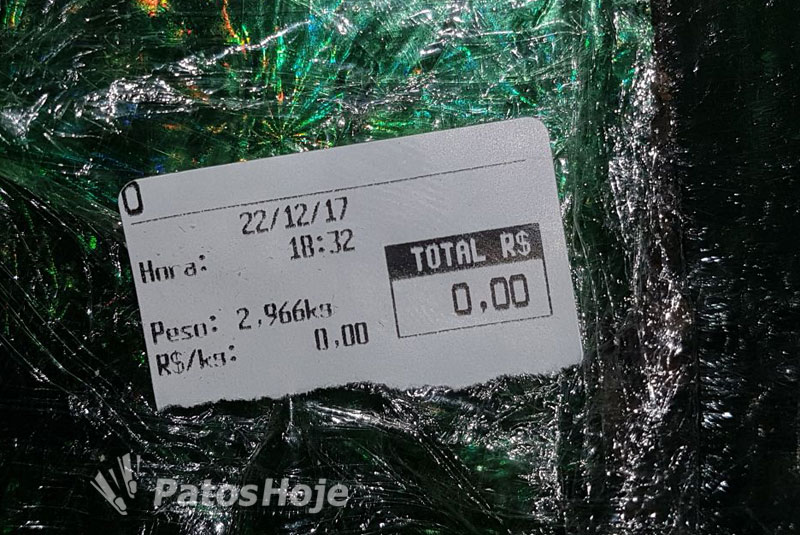 0
22/12/17
Hora: 18:32
Peso: 2,966kg
R$/kg: 0,00
TOTAL R$
0,00
PatosHoje